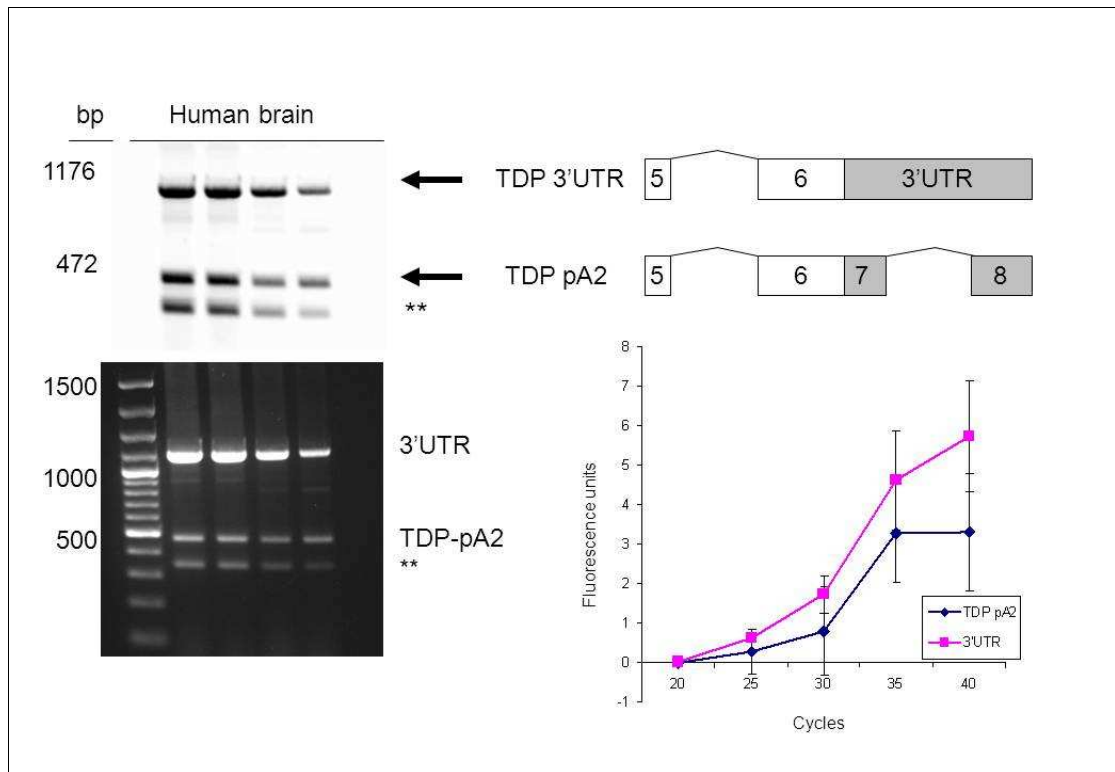 bp
Human brain
1176
472
**
TDP 3'UTR
5
6
3'UTR
TDP pA2
5
6
7
8
1500
1000
500
3'UTR
TDP-pA2
**
8
7
6
5
4
3
2
1
0
-1
Fluorescence units
20
25
30
35
40
Cycles
TDP pA2
3'UTR